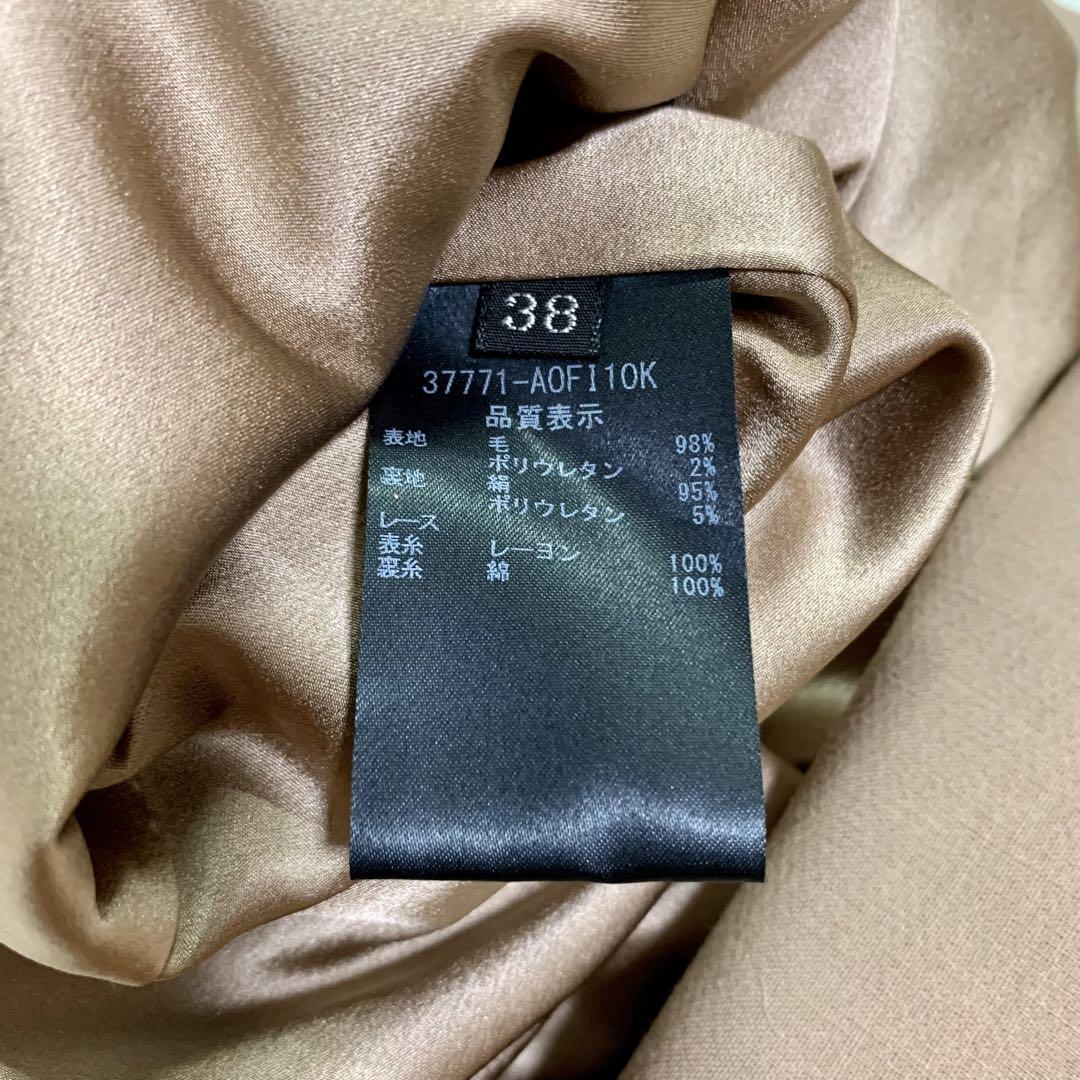 38
37771-A0FI10K
品質表示
表地 毛 98%
ポリウレタン 2%
裏地 絹 95%
ポリウレタン 5%
レース
表糸 レーヨン 100%
裏糸 綿 100%